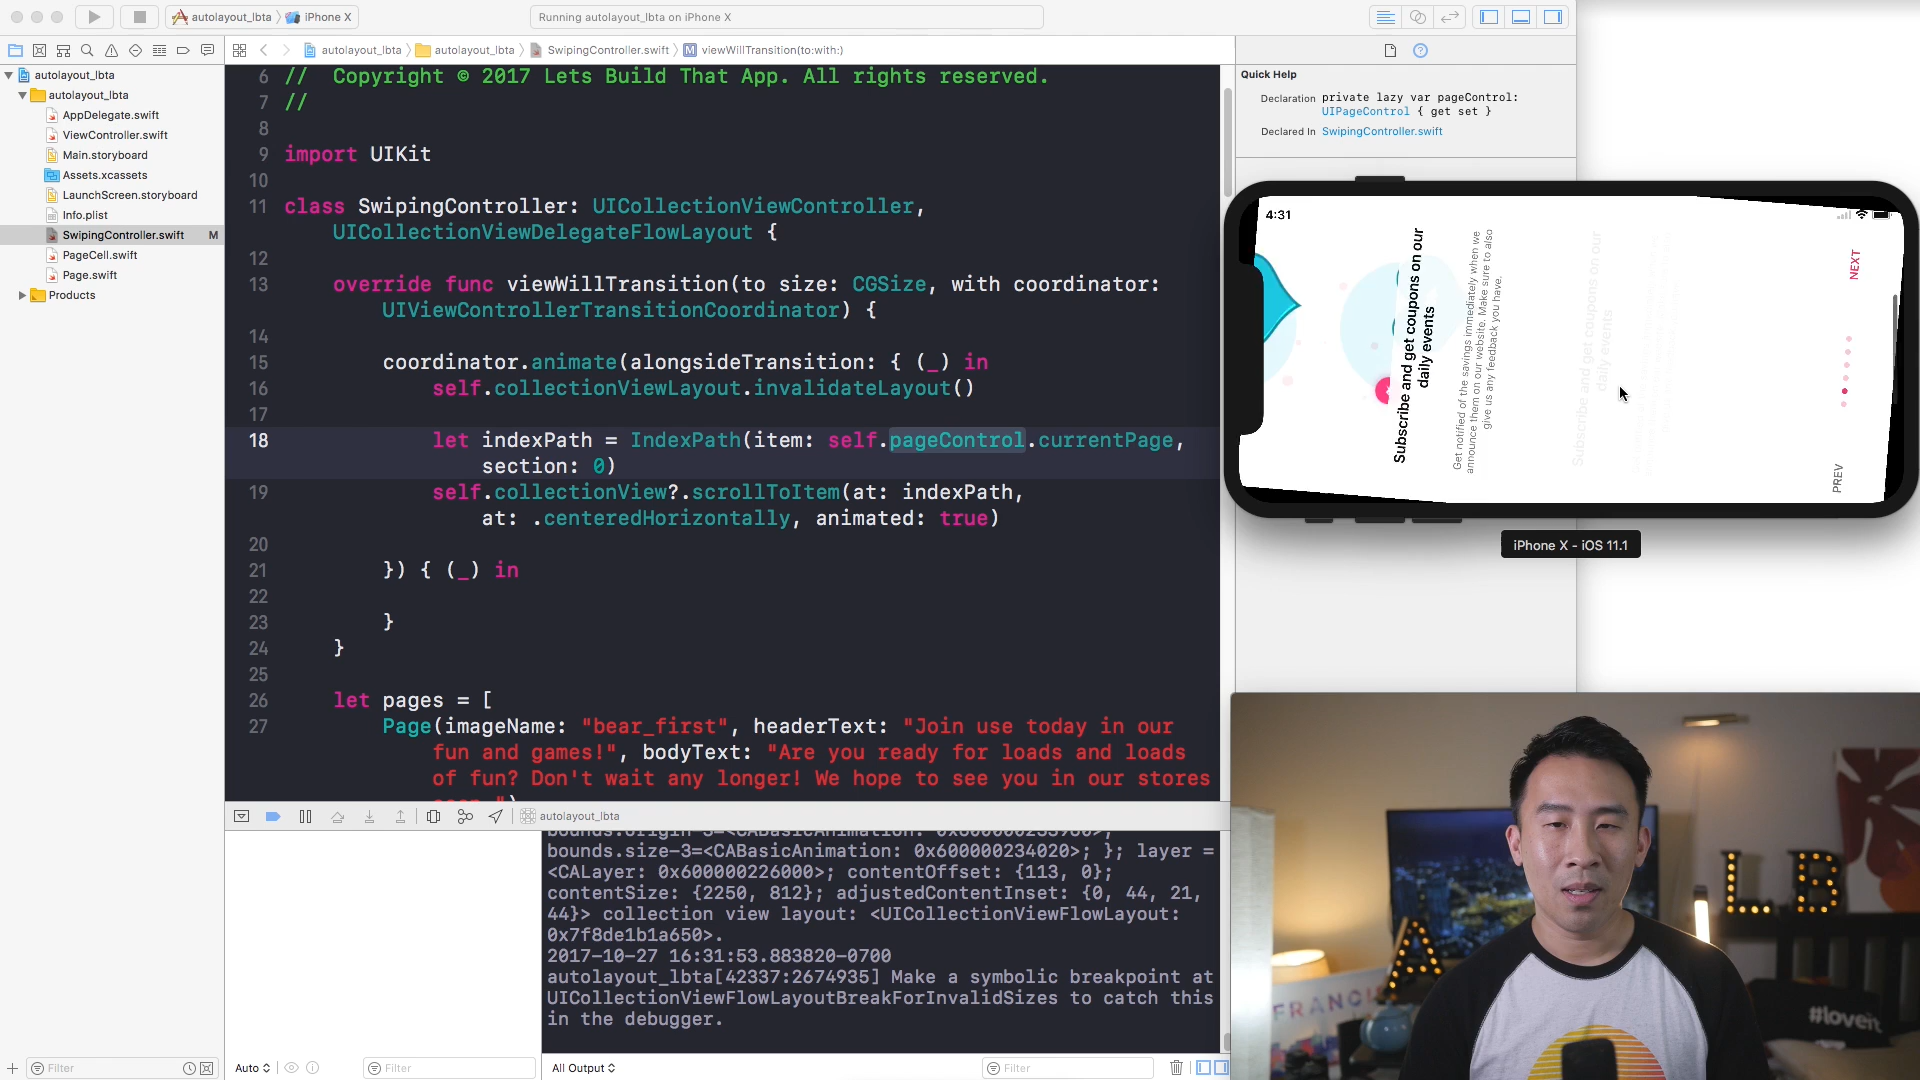 autolayout_lbta
iPhone X
Running autolayout_lbta on iPhone X
autolayout_lbta
autolayout_lbta
SwipingController.swift
viewWillTransition(to:with:)
autolayout_lbta
autolayout_lbta
AppDelegate.swift
ViewController.swift
Main.storyboard
Assets.xcassets
LaunchScreen.storyboard
Info.plist
SwipingController.swift M
PageCell.swift
Page.swift
Products
6 // Copyright © 2017 Lets Build That App. All rights reserved.
7 //
8
9 import UIKit
10
11 class SwipingController: UICollectionViewController,
UICollectionViewDelegateFlowLayout {
12
13 override func viewWillTransition(to size: CGSize, with coordinator:
UIViewControllerTransitionCoordinator) {
14
15 coordinator.animate(alongsideTransition: { (_) in
16 self.collectionViewLayout.invalidateLayout()
17
18 let indexPath = IndexPath(item: self.pageControl.currentPage,
section: 0)
19 self.collectionView?.scrollToItem(at: indexPath,
at: .centeredHorizontally, animated: true)
20
21 }) { (_) in
22
23 }
24 }
25
26 let pages = [
27 Page(imageName: "bear_first", headerText: "Join use today in our
fun and games!", bodyText: "Are you ready for loads and loads
of fun? Don't wait any longer! We hope to see you in our stores
Quick Help
Declaration private lazy var pageControl:
UIPageControl { get set }
Declared In SwipingController.swift
4:31
Subscribe and get coupons on our
daily events
Get notified of the savings immediately when we
announce them on our website. Make sure to also
give us any feedback you have.
Subscribe and get coupons on our
daily events
NEXT
PREV
iPhone X - iOS 11.1
autolayout_lbta
bounds.size-3=<CABasicAnimation: 0x600000234020>; }; layer =
<CALayer: 0x600000226000>; contentOffset: {113, 0};
contentSize: {2250, 812}; adjustedContentInset: {0, 44, 21,
44}> collection view layout: <UICollectionViewFlowLayout:
0x7f8de1b1a650>.
2017-10-27 16:31:53.883820-0700
autolayout_lbta[42337:2674935] Make a symbolic breakpoint at
UICollectionViewFlowLayoutBreakForInvalidSizes to catch this
in the debugger.
Filter
Auto
Filter
All Output
Filter
L B
A
FRANCIS
#loveit